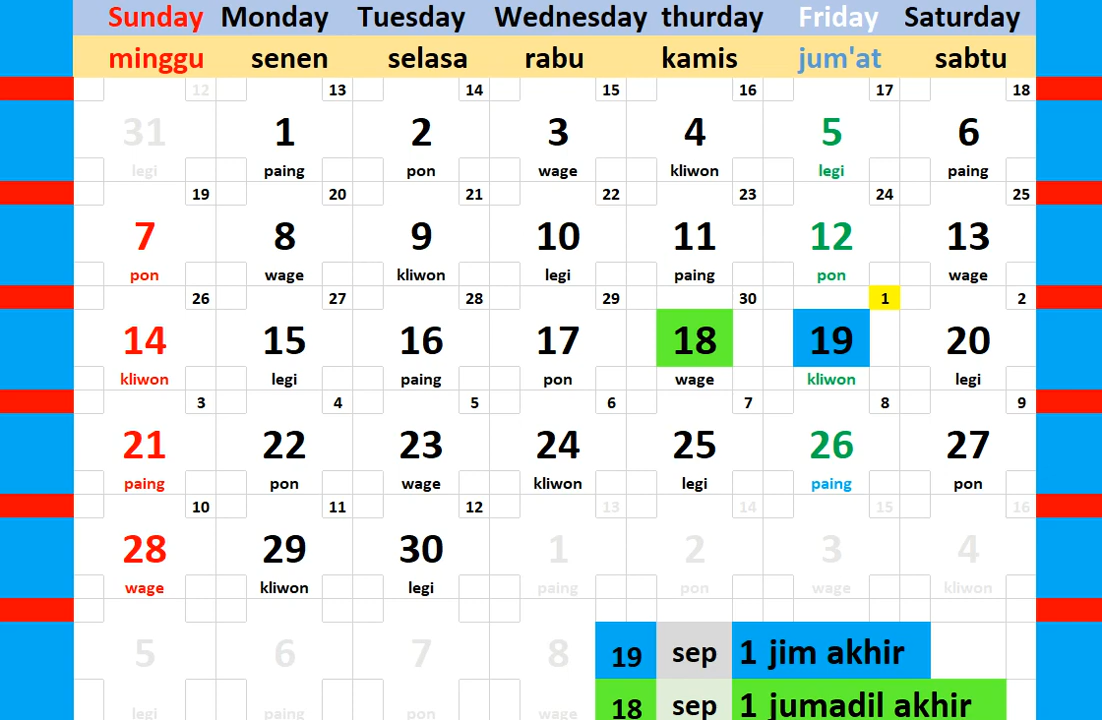 Sunday Monday Tuesday Wednesday thurday Friday Saturday
minggu senen selasa rabu kamis jum'at sabtu
12 13 14 15 16 17 18
31 1 2 3 4 5 6
legi paing pon wage kliwon legi paing
19 20 21 22 23 24 25
7 8 9 10 11 12 13
pon wage kliwon legi paing pon wage
26 27 28 29 30 1 2
14 15 16 17 18 19 20
kliwon legi paing pon wage kliwon legi
3 4 5 6 7 8 9
21 22 23 24 25 26 27
paing pon wage kliwon legi paing pon
10 11 12 13 14 15 16
28 29 30 1 2 3 4
wage kliwon legi paing pon wage kliwon
5 6 7 8 19 sep 1 jim akhir
legi paing pon wage 18 sep 1 jumadil akhir